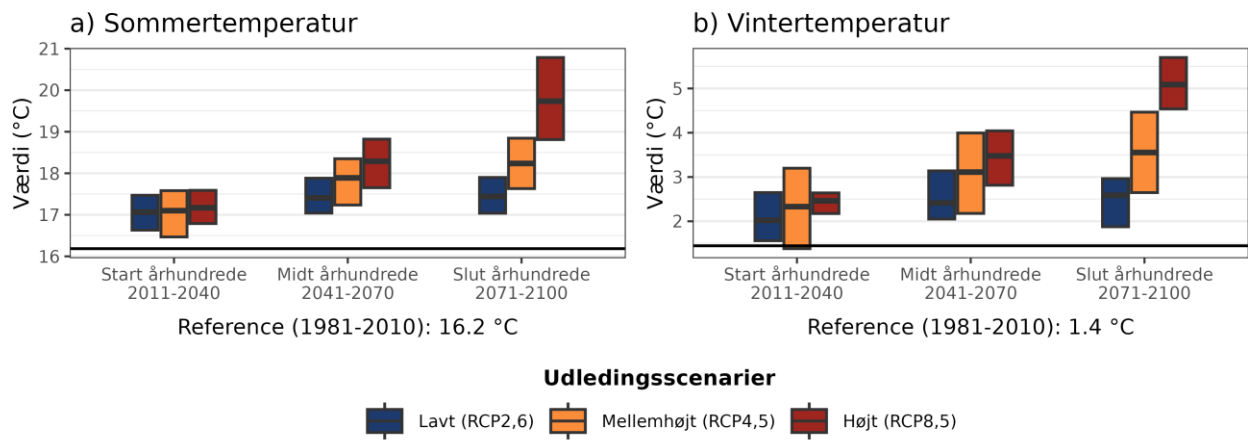 a) Sommertemperatur
Værdi (°C)
21
20
19
18
17
16
Start århundrede
2011-2040
Midt århundrede
2041-2070
Slut århundrede
2071-2100
Reference (1981-2010): 16.2 °C
b) Vintertemperatur
Værdi (°C)
5
4
3
2
Start århundrede
2011-2040
Midt århundrede
2041-2070
Slut århundrede
2071-2100
Reference (1981-2010): 1.4 °C
Udledingsscenarier
Lavt (RCP2,6)
Mellemhøjt (RCP4,5)
Højt (RCP8,5)